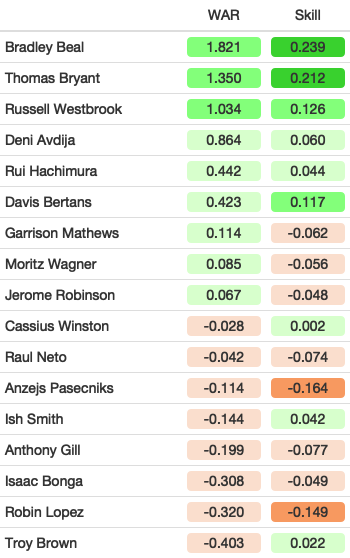 WAR Skill
Bradley Beal 1.821 0.239
Thomas Bryant 1.350 0.212
Russell Westbrook 1.034 0.126
Deni Avdija 0.864 0.060
Rui Hachimura 0.442 0.044
Davis Bertans 0.423 0.117
Garrison Mathews 0.114 -0.062
Moritz Wagner 0.085 -0.056
Jerome Robinson 0.067 -0.048
Cassius Winston -0.028 0.002
Raul Neto -0.042 -0.074
Anzejs Pasecniks -0.114 -0.164
Ish Smith -0.144 0.042
Anthony Gill -0.199 -0.077
Isaac Bonga -0.308 -0.049
Robin Lopez -0.320 -0.149
Troy Brown -0.403 0.022